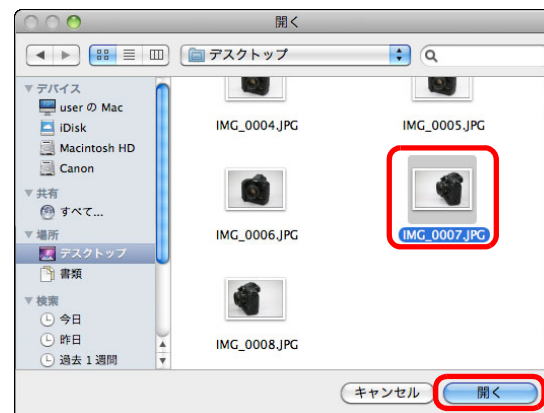 開く
デスクトップ
デバイス
user の Mac
iDisk
Macintosh HD
Canon
共有
すべて...
場所
デスクトップ
書類
検索
今日
昨日
過去 1 週間
IMG_0004.JPG
IMG_0005.JPG
IMG_0006.JPG
IMG_0007.JPG
IMG_0008.JPG
キャンセル
開く